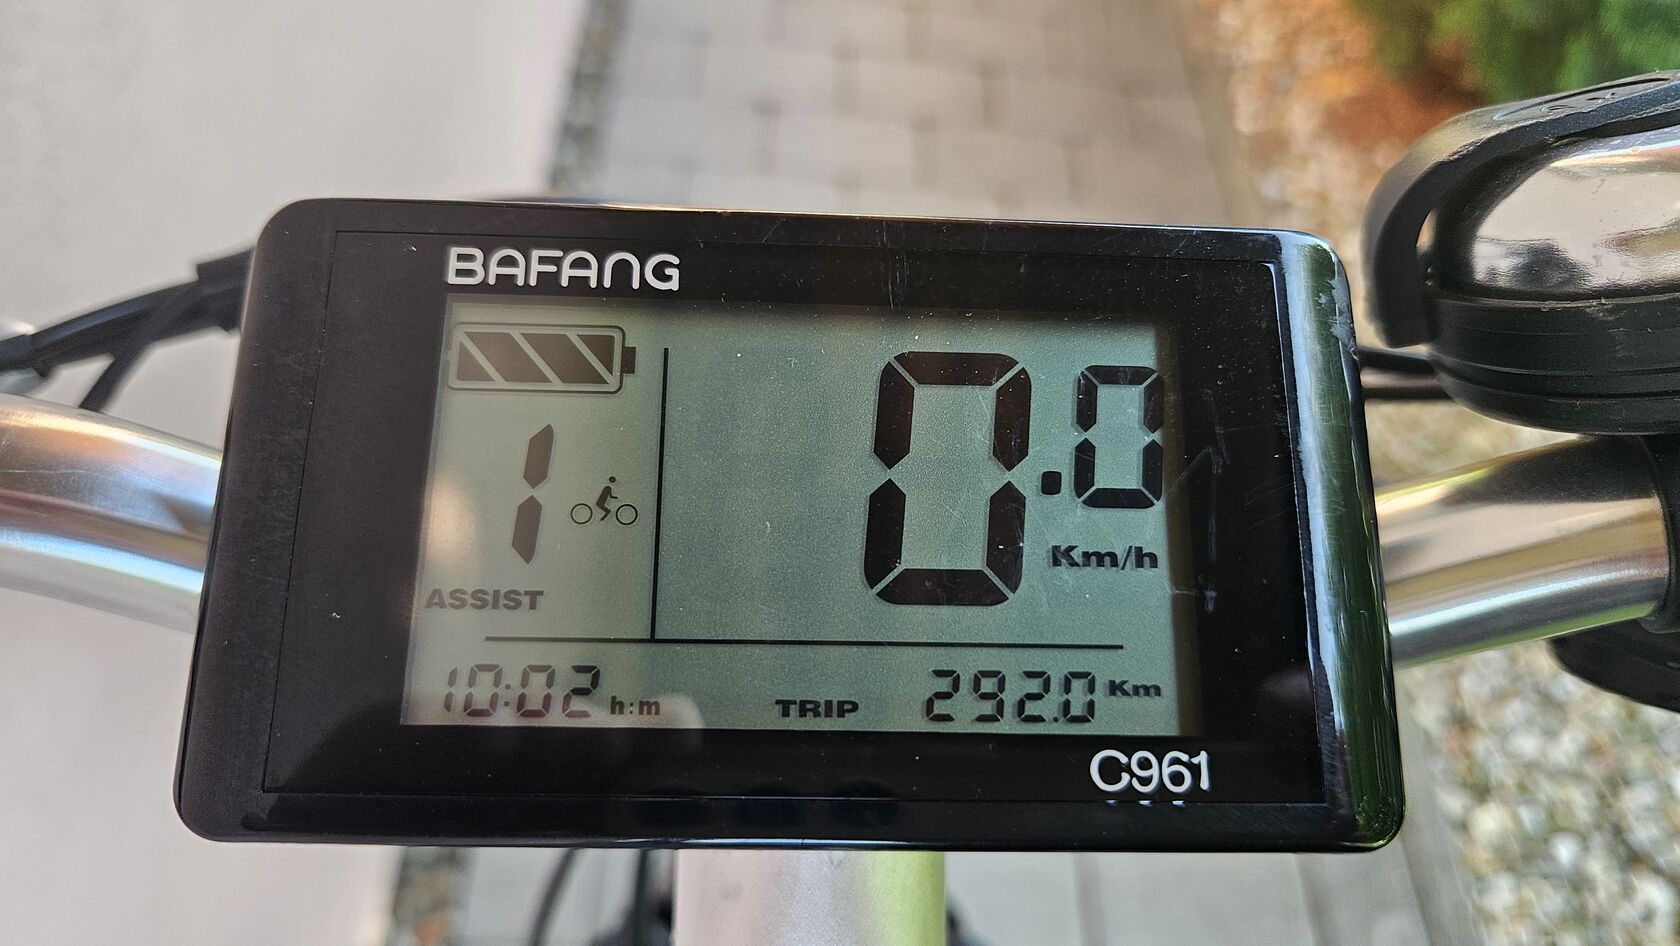 BAFANG
1
ASSIST
0.0
Km/h
10:02 h:m
TRIP
292.0 Km
C961